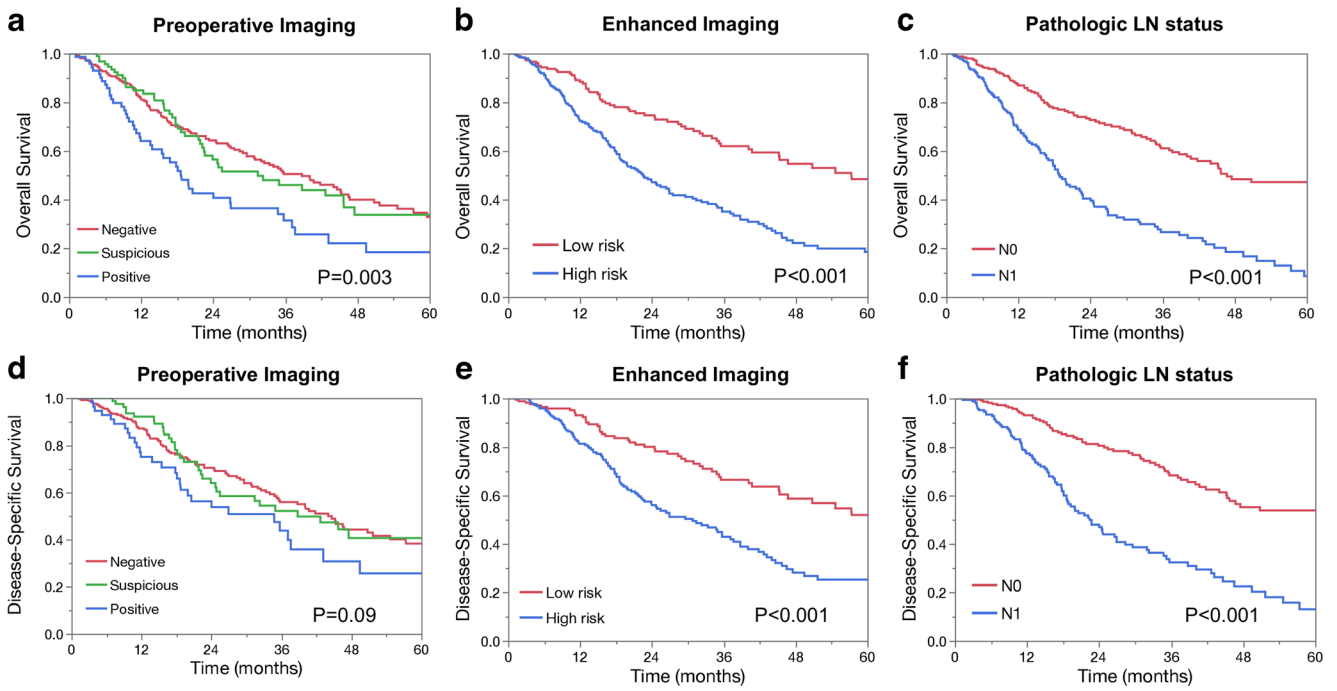 a Preoperative Imaging
Overall Survival
1.0
0.8
0.6
0.4
0.2
0.0
Negative
Suspicious
Positive
P=0.003
0 12 24 36 48 60
Time (months)
b Enhanced Imaging
Overall Survival
1.0
0.8
0.6
0.4
0.2
0.0
Low risk
High risk
P<0.001
0 12 24 36 48 60
Time (months)
c Pathologic LN status
Overall Survival
1.0
0.8
0.6
0.4
0.2
0.0
N0
N1
P<0.001
0 12 24 36 48 60
Time (months)
d Preoperative Imaging
Disease-Specific Survival
1.0
0.8
0.6
0.4
0.2
0.0
Negative
Suspicious
Positive
P=0.09
0 12 24 36 48 60
Time (months)
e Enhanced Imaging
Disease-Specific Survival
1.0
0.8
0.6
0.4
0.2
0.0
Low risk
High risk
P<0.001
0 12 24 36 48 60
Time (months)
f Pathologic LN status
Disease-Specific Survival
1.0
0.8
0.6
0.4
0.2
0.0
N0
N1
P<0.001
0 12 24 36 48 60
Time (months)